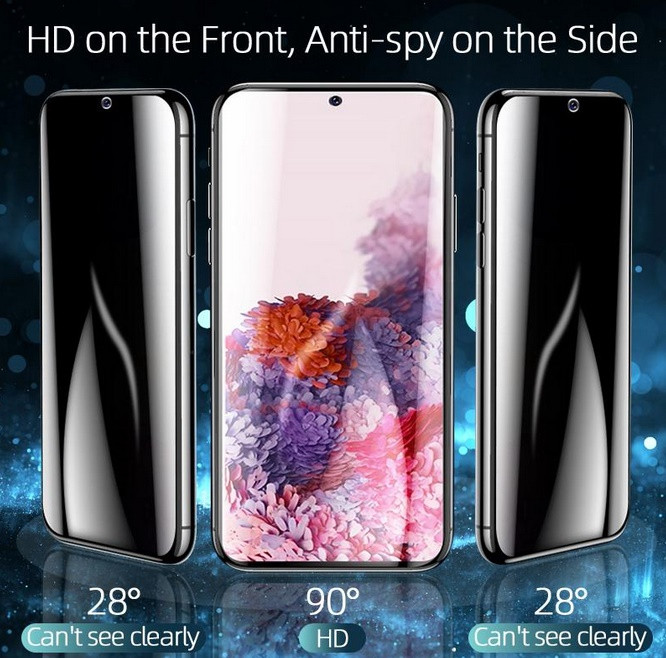 HD on the Front, Anti-spy on the Side
28°
90°
28°
Can't see clearly
HD
Can't see clearly